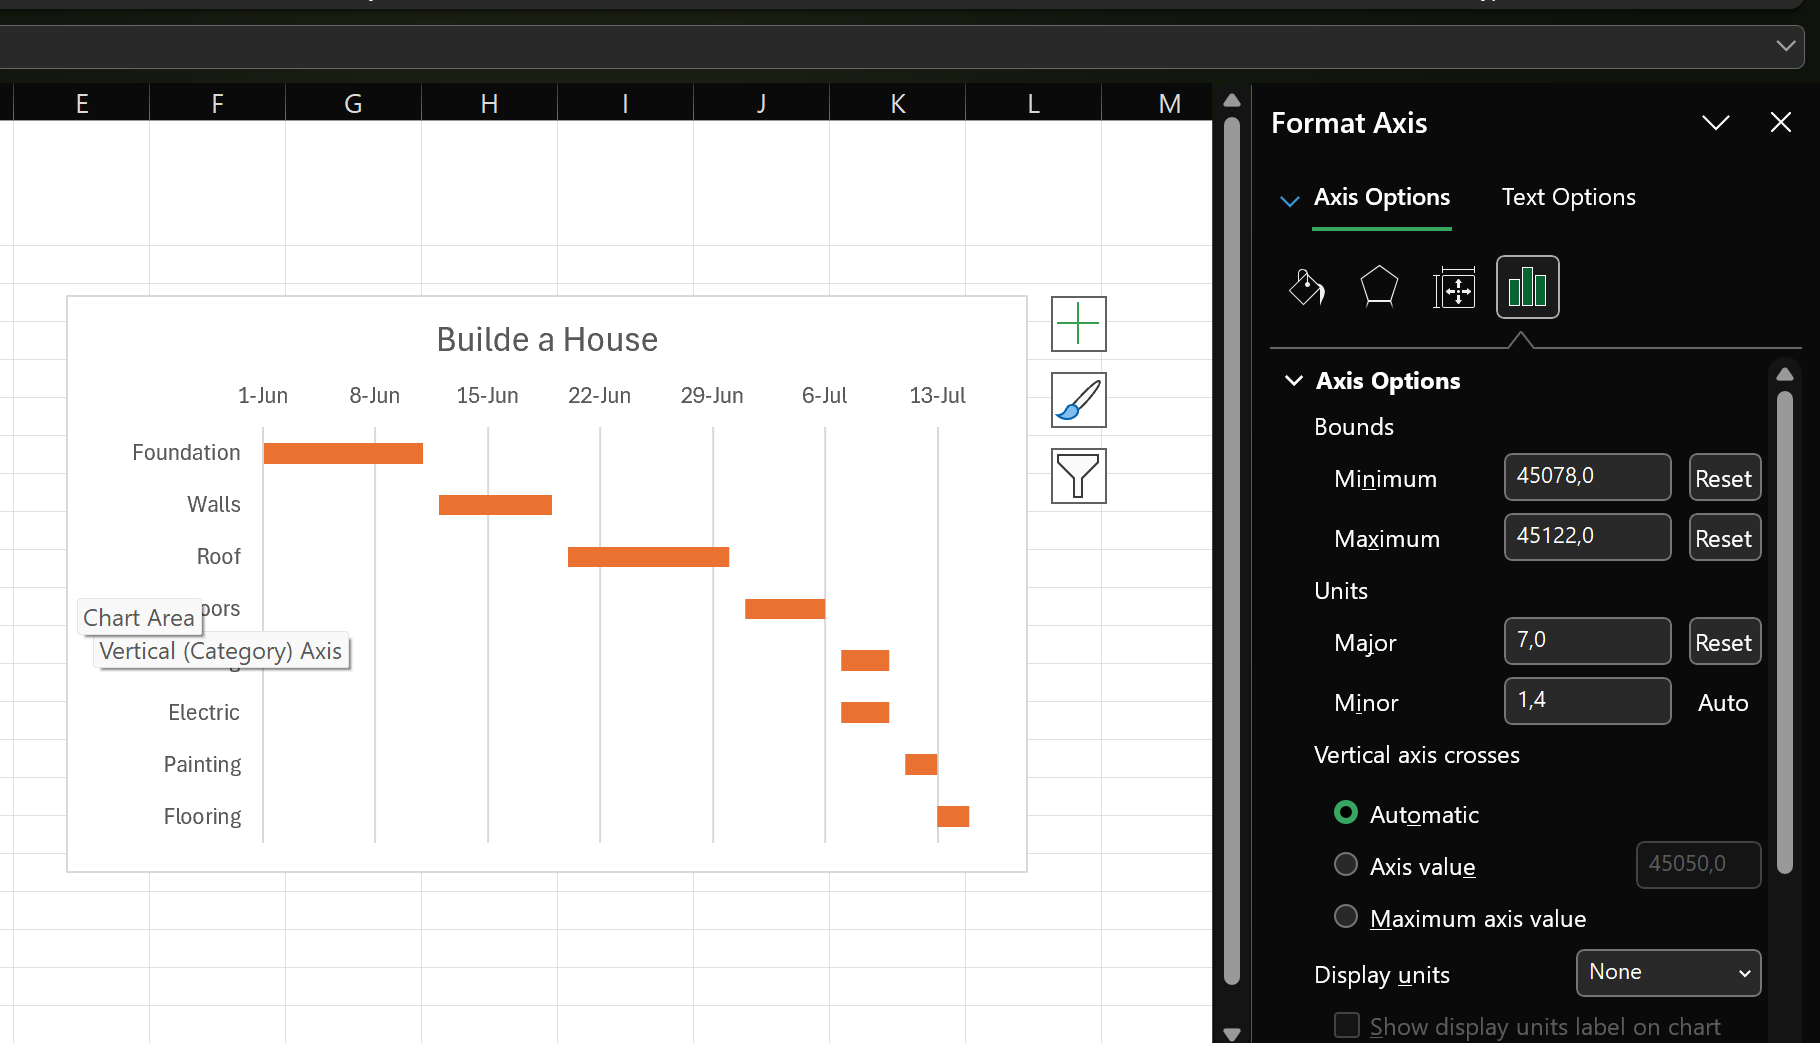 E F G H I J K L M
Format Axis
Axis Options Text Options
Builde a House
1-Jun 8-Jun 15-Jun 22-Jun 29-Jun 6-Jul 13-Jul
Foundation
Walls
Roof
oors
Chart Area
Vertical (Category) Axis
Electric
Painting
Flooring
Axis Options
Bounds
Minimum 45078,0 Reset
Maximum 45122,0 Reset
Units
Major 7,0 Reset
Minor 1,4 Auto
Vertical axis crosses
Automatic
Axis value 45050,0
Maximum axis value
Display units None
Show display units label on chart